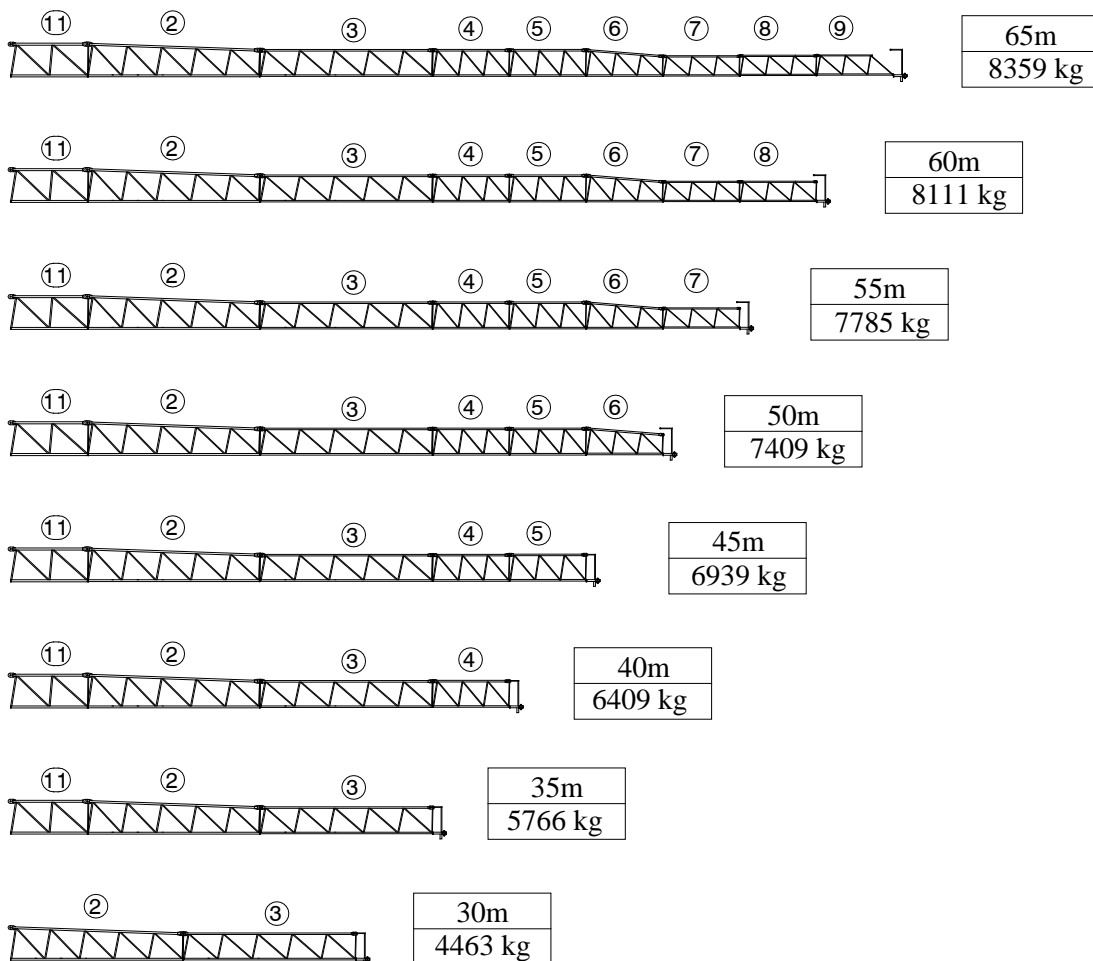 ⑪ ② ③ ④ ⑤ ⑥ ⑦ ⑧ ⑨
65m
8359 kg
⑪ ② ③ ④ ⑤ ⑥ ⑦ ⑧
60m
8111 kg
⑪ ② ③ ④ ⑤ ⑥ ⑦
55m
7785 kg
⑪ ② ③ ④ ⑤ ⑥
50m
7409 kg
⑪ ② ③ ④ ⑤
45m
6939 kg
⑪ ② ③ ④
40m
6409 kg
⑪ ② ③
35m
5766 kg
② ③
30m
4463 kg